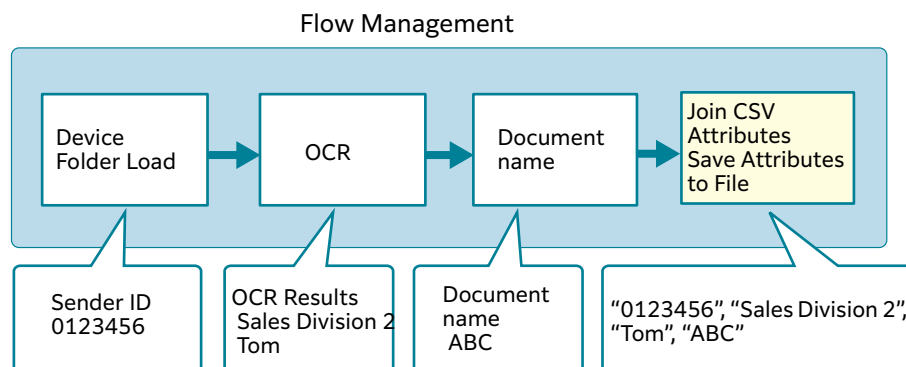 Flow Management
Device
Folder Load
OCR
Document
name
Join CSV
Attributes
Save Attributes
to File
Sender ID
0123456
OCR Results
Sales Division 2
Tom
Document
name
ABC
“0123456”, “Sales Division 2”,
“Tom”, “ABC”